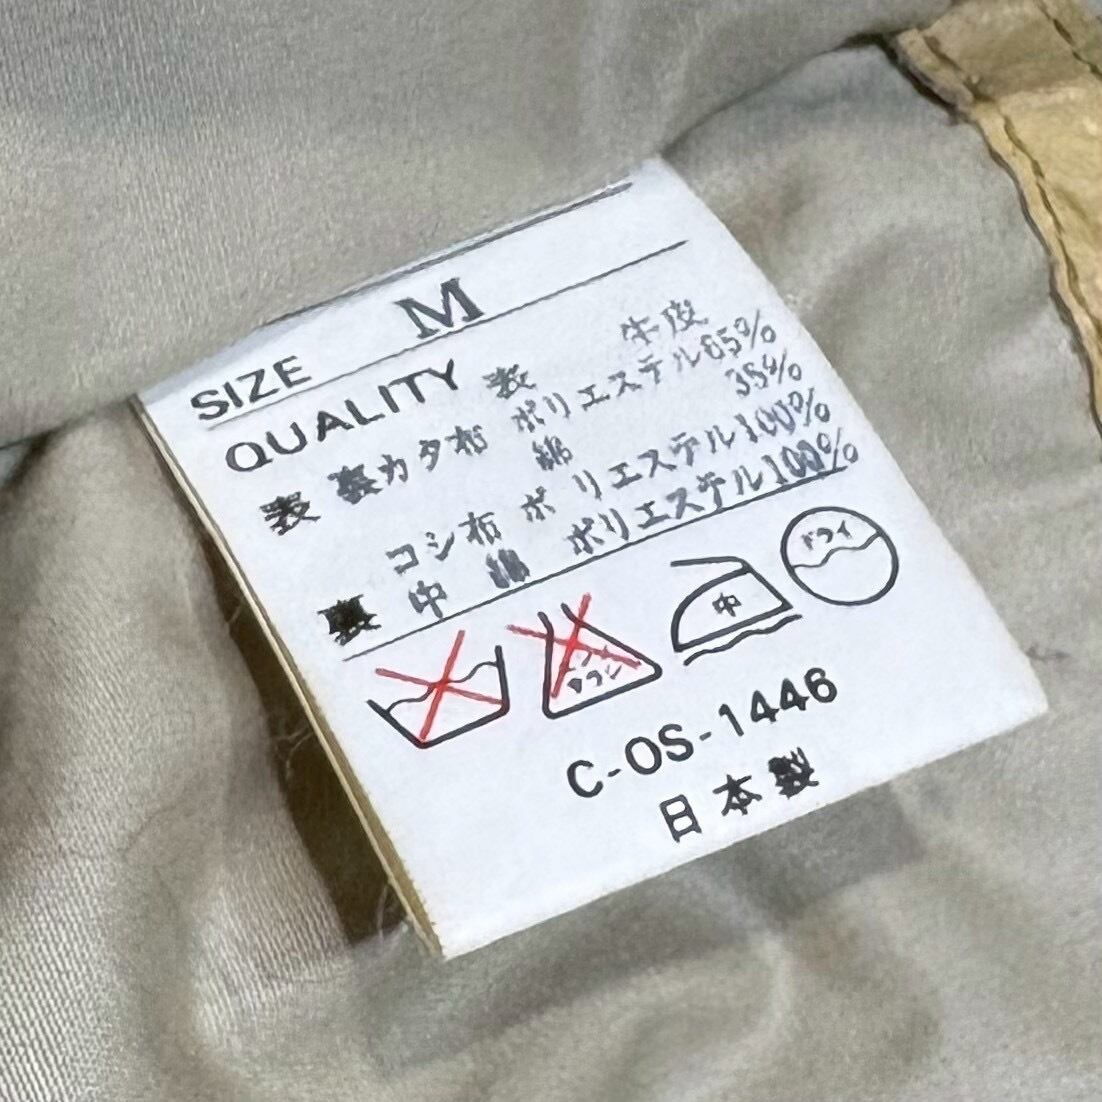 SIZE M
QUALITY 表 牛皮
表 裏カタ布 ポリエステル65%
綿 35%
コシ布 ポリエステル100%
裏 中綿 ポリエステル100%
中
ドライ
C-OS-1446
日本製